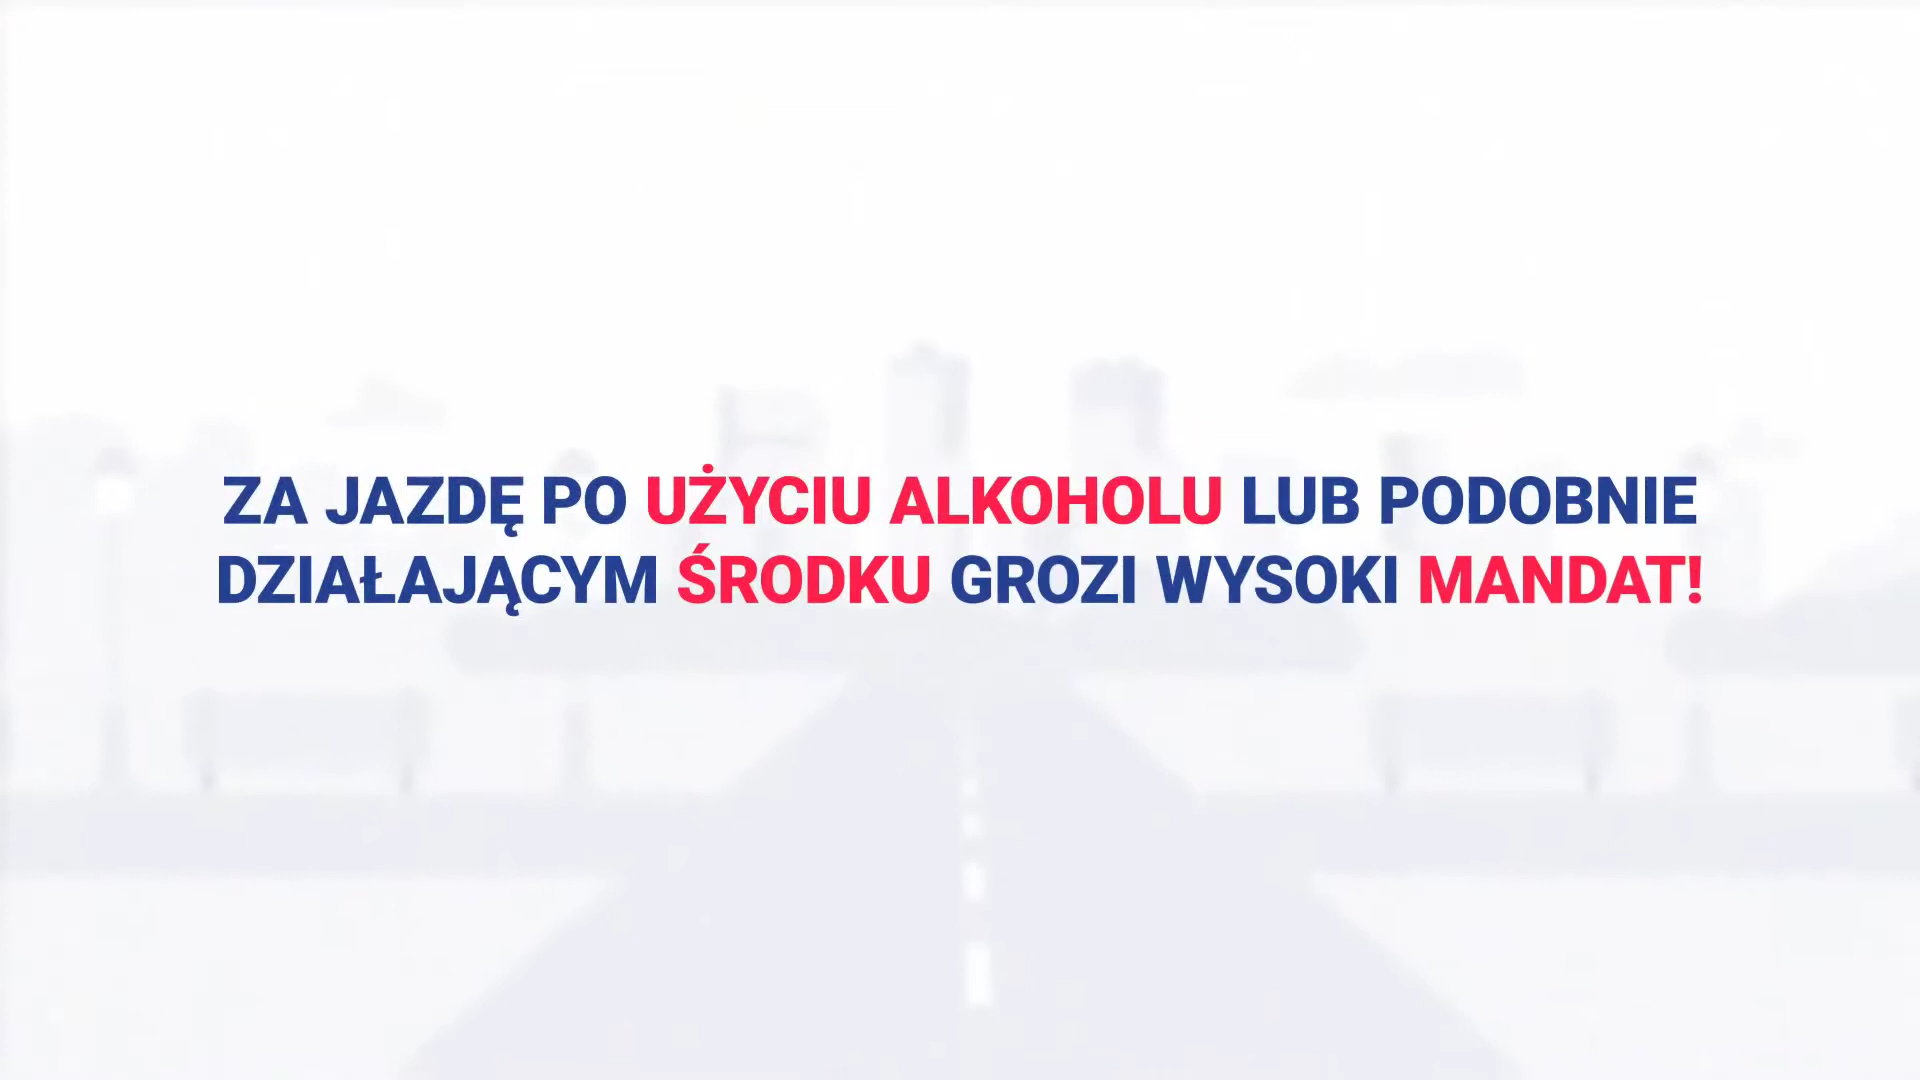 ZA JAZDĘ PO UŻYCIU ALKOHOLU LUB PODOBNIE
DZIAŁAJĄCYM ŚRODKU GROZI WYSOKI MANDAT!